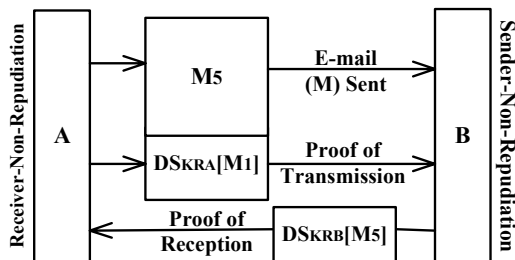 Receiver-Non-Repudiation
A
M5
DSKRA[M1]
E-mail
(M) Sent
Proof of
Transmission
Proof of
Reception
DSKRB[M5]
B
Sender-Non-Repudiation